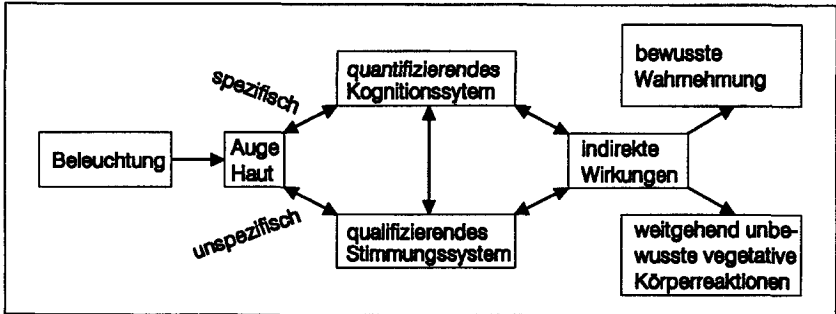 spezifisch
quantifizierendes
Kognitionssytem
bewusste
Wahrnehmung
Beleuchtung
Auge
Haut
indirekte
Wirkungen
unspezifisch
qualifizierendes
Stimmungssystem
weitgehend unbe-
wusste vegetative
Körperreaktionen